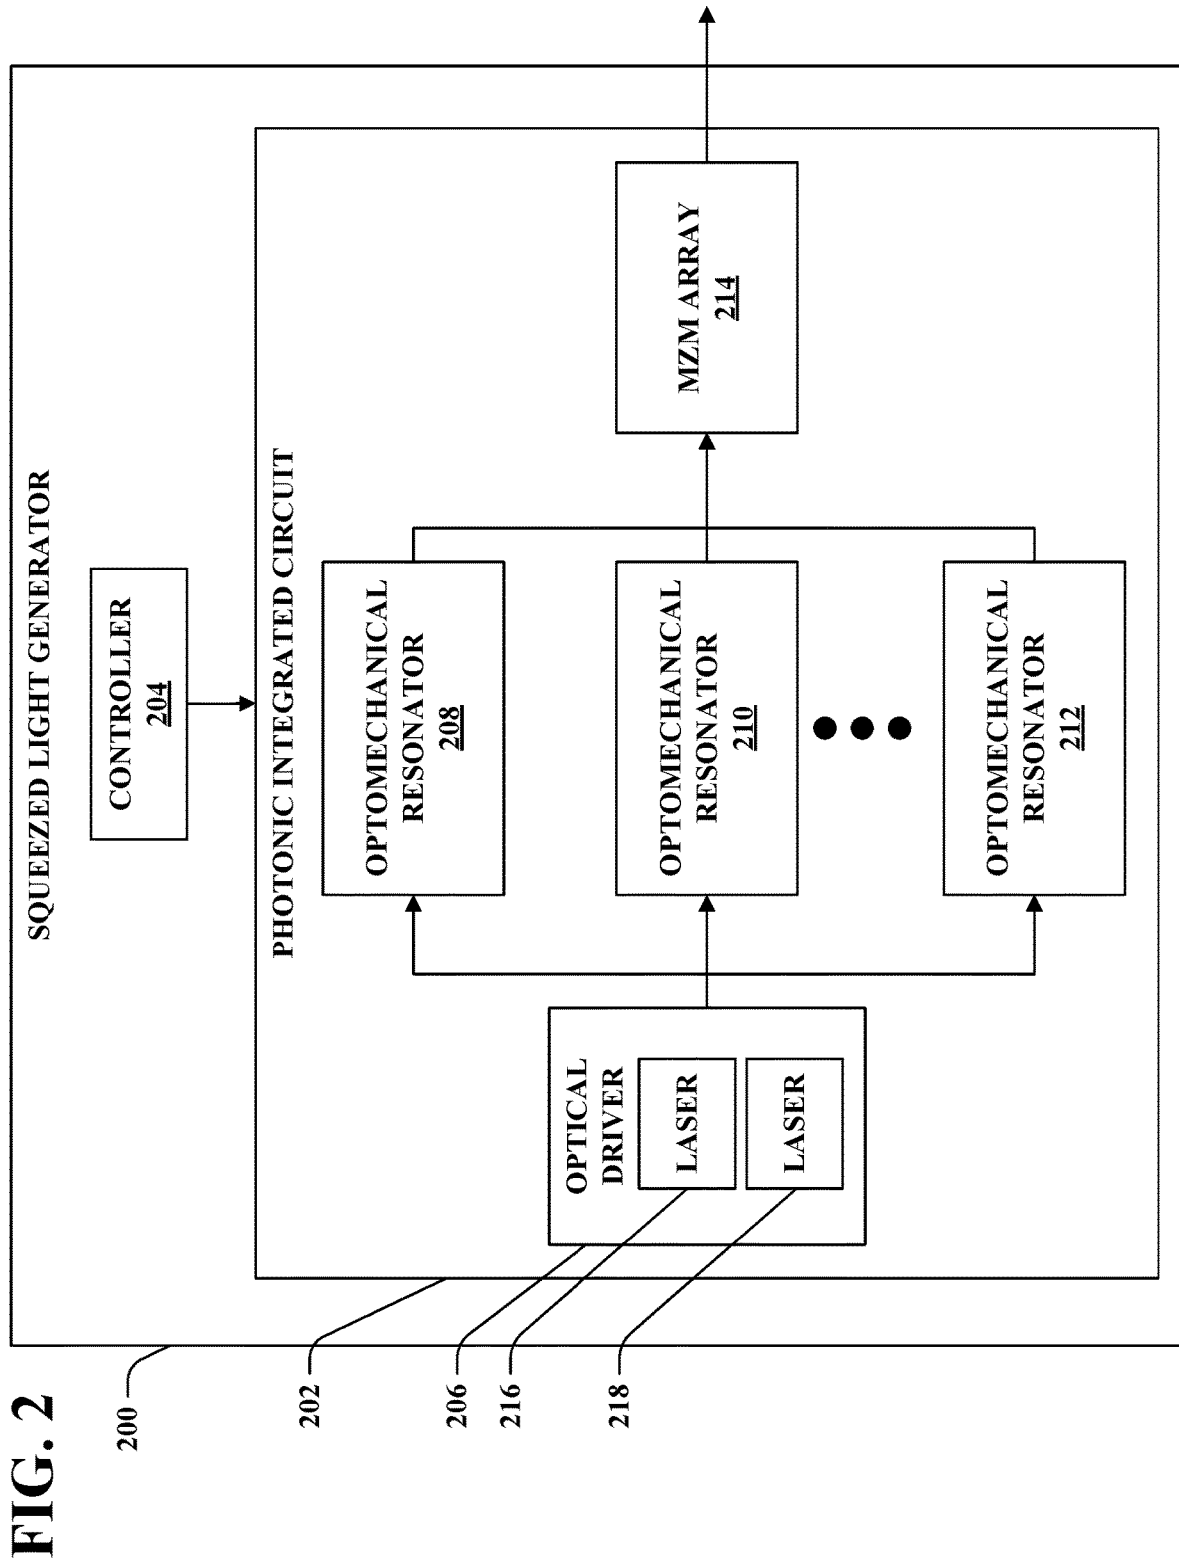 FIG. 2
SQUEEZED LIGHT GENERATOR
200
CONTROLLER
204
PHOTONIC INTEGRATED CIRCUIT
202
OPTOMECHANICAL
RESONATOR
208
OPTICAL
DRIVER
206
LASER
216
LASER
218
OPTOMECHANICAL
RESONATOR
210
OPTOMECHANICAL
RESONATOR
212
MZM ARRAY
214